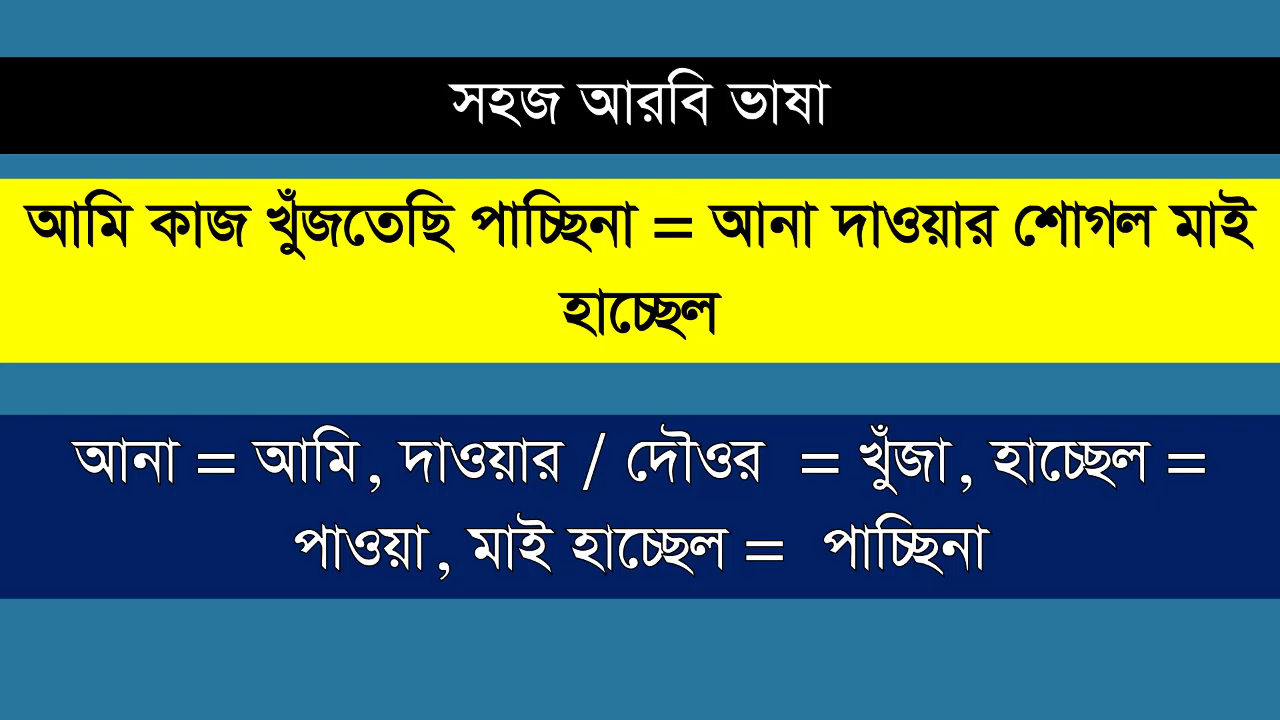 সহজ আরবি ভাষা
আমি কাজ খুঁজতেছি পাচ্ছিনা = আনা দাওয়ার শোগল মাই
হাচ্ছেল
আনা = আমি, দাওয়ার / দৌওর = খুঁজা, হাচ্ছেল =
পাওয়া, মাই হাচ্ছেল = পাচ্ছিনা